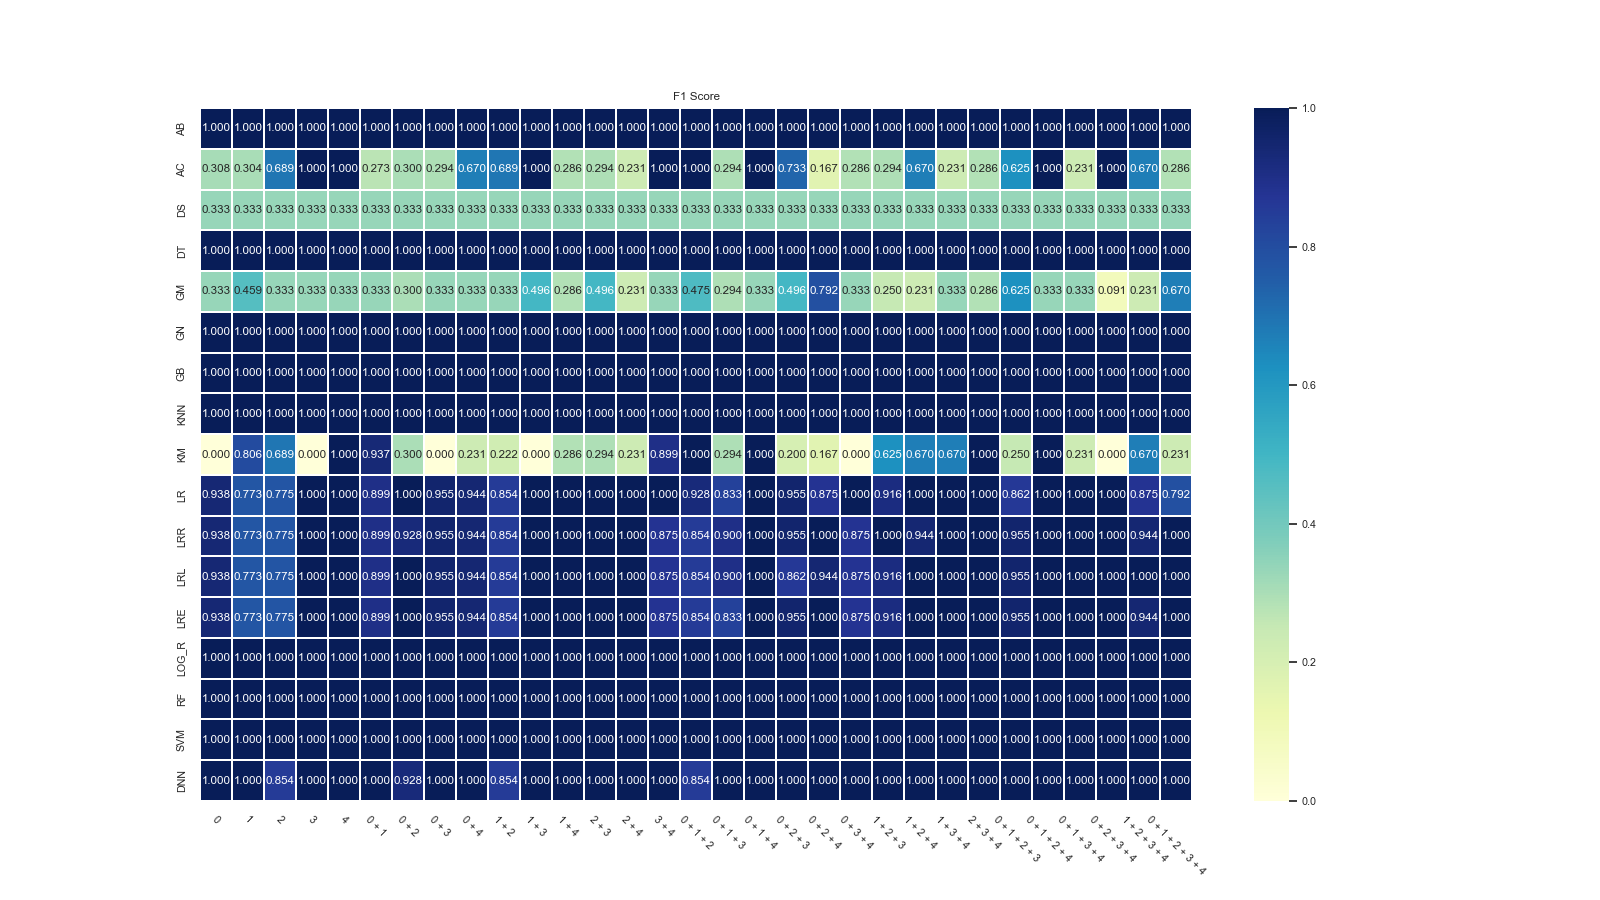 F1 Score
AB 1.000 1.000 1.000 1.000 1.000 1.000 1.000 1.000 1.000 1.000 1.000 1.000 1.000 1.000 1.000 1.000 1.000 1.000 1.000 1.000 1.000 1.000 1.000 1.000 1.000 1.000 1.000 1.000 1.000 1.000 1.000
AC 0.308 0.304 0.689 1.000 1.000 0.273 0.300 0.294 0.670 0.689 1.000 0.286 0.294 0.231 1.000 1.000 0.294 1.000 0.733 0.167 0.286 0.294 0.670 0.231 0.286 0.625 1.000 0.231 1.000 0.670 0.286
DS 0.333 0.333 0.333 0.333 0.333 0.333 0.333 0.333 0.333 0.333 0.333 0.333 0.333 0.333 0.333 0.333 0.333 0.333 0.333 0.333 0.333 0.333 0.333 0.333 0.333 0.333 0.333 0.333 0.333 0.333 0.333
DT 1.000 1.000 1.000 1.000 1.000 1.000 1.000 1.000 1.000 1.000 1.000 1.000 1.000 1.000 1.000 1.000 1.000 1.000 1.000 1.000 1.000 1.000 1.000 1.000 1.000 1.000 1.000 1.000 1.000 1.000 1.000
GM 0.333 0.459 0.333 0.333 0.333 0.333 0.300 0.333 0.333 0.333 0.496 0.286 0.496 0.231 0.333 0.475 0.294 0.333 0.496 0.792 0.333 0.250 0.231 0.333 0.286 0.625 0.333 0.333 0.091 0.231 0.670
GN 1.000 1.000 1.000 1.000 1.000 1.000 1.000 1.000 1.000 1.000 1.000 1.000 1.000 1.000 1.000 1.000 1.000 1.000 1.000 1.000 1.000 1.000 1.000 1.000 1.000 1.000 1.000 1.000 1.000 1.000 1.000
GB 1.000 1.000 1.000 1.000 1.000 1.000 1.000 1.000 1.000 1.000 1.000 1.000 1.000 1.000 1.000 1.000 1.000 1.000 1.000 1.000 1.000 1.000 1.000 1.000 1.000 1.000 1.000 1.000 1.000 1.000 1.000
KNN 1.000 1.000 1.000 1.000 1.000 1.000 1.000 1.000 1.000 1.000 1.000 1.000 1.000 1.000 1.000 1.000 1.000 1.000 1.000 1.000 1.000 1.000 1.000 1.000 1.000 1.000 1.000 1.000 1.000 1.000 1.000
KM 0.000 0.806 0.689 0.000 1.000 0.937 0.300 0.000 0.231 0.222 0.000 0.286 0.294 0.231 0.899 1.000 0.294 1.000 0.200 0.167 0.000 0.625 0.670 0.670 1.000 0.250 1.000 0.231 0.000 0.670 0.231
LR 0.938 0.773 0.775 1.000 1.000 0.899 1.000 0.955 0.944 0.854 1.000 1.000 1.000 1.000 1.000 0.928 0.833 1.000 0.955 0.875 1.000 0.916 1.000 1.000 1.000 0.862 1.000 1.000 1.000 0.875 0.792
LRR 0.938 0.773 0.775 1.000 1.000 0.899 0.928 0.955 0.944 0.854 1.000 1.000 1.000 1.000 0.875 0.854 0.900 1.000 0.955 1.000 0.875 1.000 0.944 1.000 1.000 0.955 1.000 1.000 1.000 0.944 1.000
LRL 0.938 0.773 0.775 1.000 1.000 0.899 1.000 0.955 0.944 0.854 1.000 1.000 1.000 1.000 0.875 0.854 0.900 1.000 0.862 0.944 0.875 0.916 1.000 1.000 1.000 0.955 1.000 1.000 1.000 1.000 1.000
LRE 0.938 0.773 0.775 1.000 1.000 0.899 1.000 0.955 0.944 0.854 1.000 1.000 1.000 1.000 0.875 0.854 0.833 1.000 0.955 1.000 0.875 0.916 1.000 1.000 1.000 0.955 1.000 1.000 1.000 0.944 1.000
LOG_R 1.000 1.000 1.000 1.000 1.000 1.000 1.000 1.000 1.000 1.000 1.000 1.000 1.000 1.000 1.000 1.000 1.000 1.000 1.000 1.000 1.000 1.000 1.000 1.000 1.000 1.000 1.000 1.000 1.000 1.000 1.000
RF 1.000 1.000 1.000 1.000 1.000 1.000 1.000 1.000 1.000 1.000 1.000 1.000 1.000 1.000 1.000 1.000 1.000 1.000 1.000 1.000 1.000 1.000 1.000 1.000 1.000 1.000 1.000 1.000 1.000 1.000 1.000
SVM 1.000 1.000 1.000 1.000 1.000 1.000 1.000 1.000 1.000 1.000 1.000 1.000 1.000 1.000 1.000 1.000 1.000 1.000 1.000 1.000 1.000 1.000 1.000 1.000 1.000 1.000 1.000 1.000 1.000 1.000 1.000
DNN 1.000 1.000 0.854 1.000 1.000 1.000 0.928 1.000 1.000 0.854 1.000 1.000 1.000 1.000 1.000 0.854 1.000 1.000 1.000 1.000 1.000 1.000 1.000 1.000 1.000 1.000 1.000 1.000 1.000 1.000 1.000
0
1
2
3
4
0 + 1
0 + 2
0 + 3
0 + 4
1 + 2
1 + 3
1 + 4
2 + 3
2 + 4
3 + 4
0 + 1 + 2
0 + 1 + 3
0 + 1 + 4
0 + 2 + 3
0 + 2 + 4
0 + 3 + 4
1 + 2 + 3
1 + 2 + 4
1 + 3 + 4
2 + 3 + 4
0 + 1 + 2 + 3
0 + 1 + 2 + 4
0 + 1 + 3 + 4
0 + 2 + 3 + 4
1 + 2 + 3 + 4
0 + 1 + 2 + 3 + 4
1.0
0.8
0.6
0.4
0.2
0.0